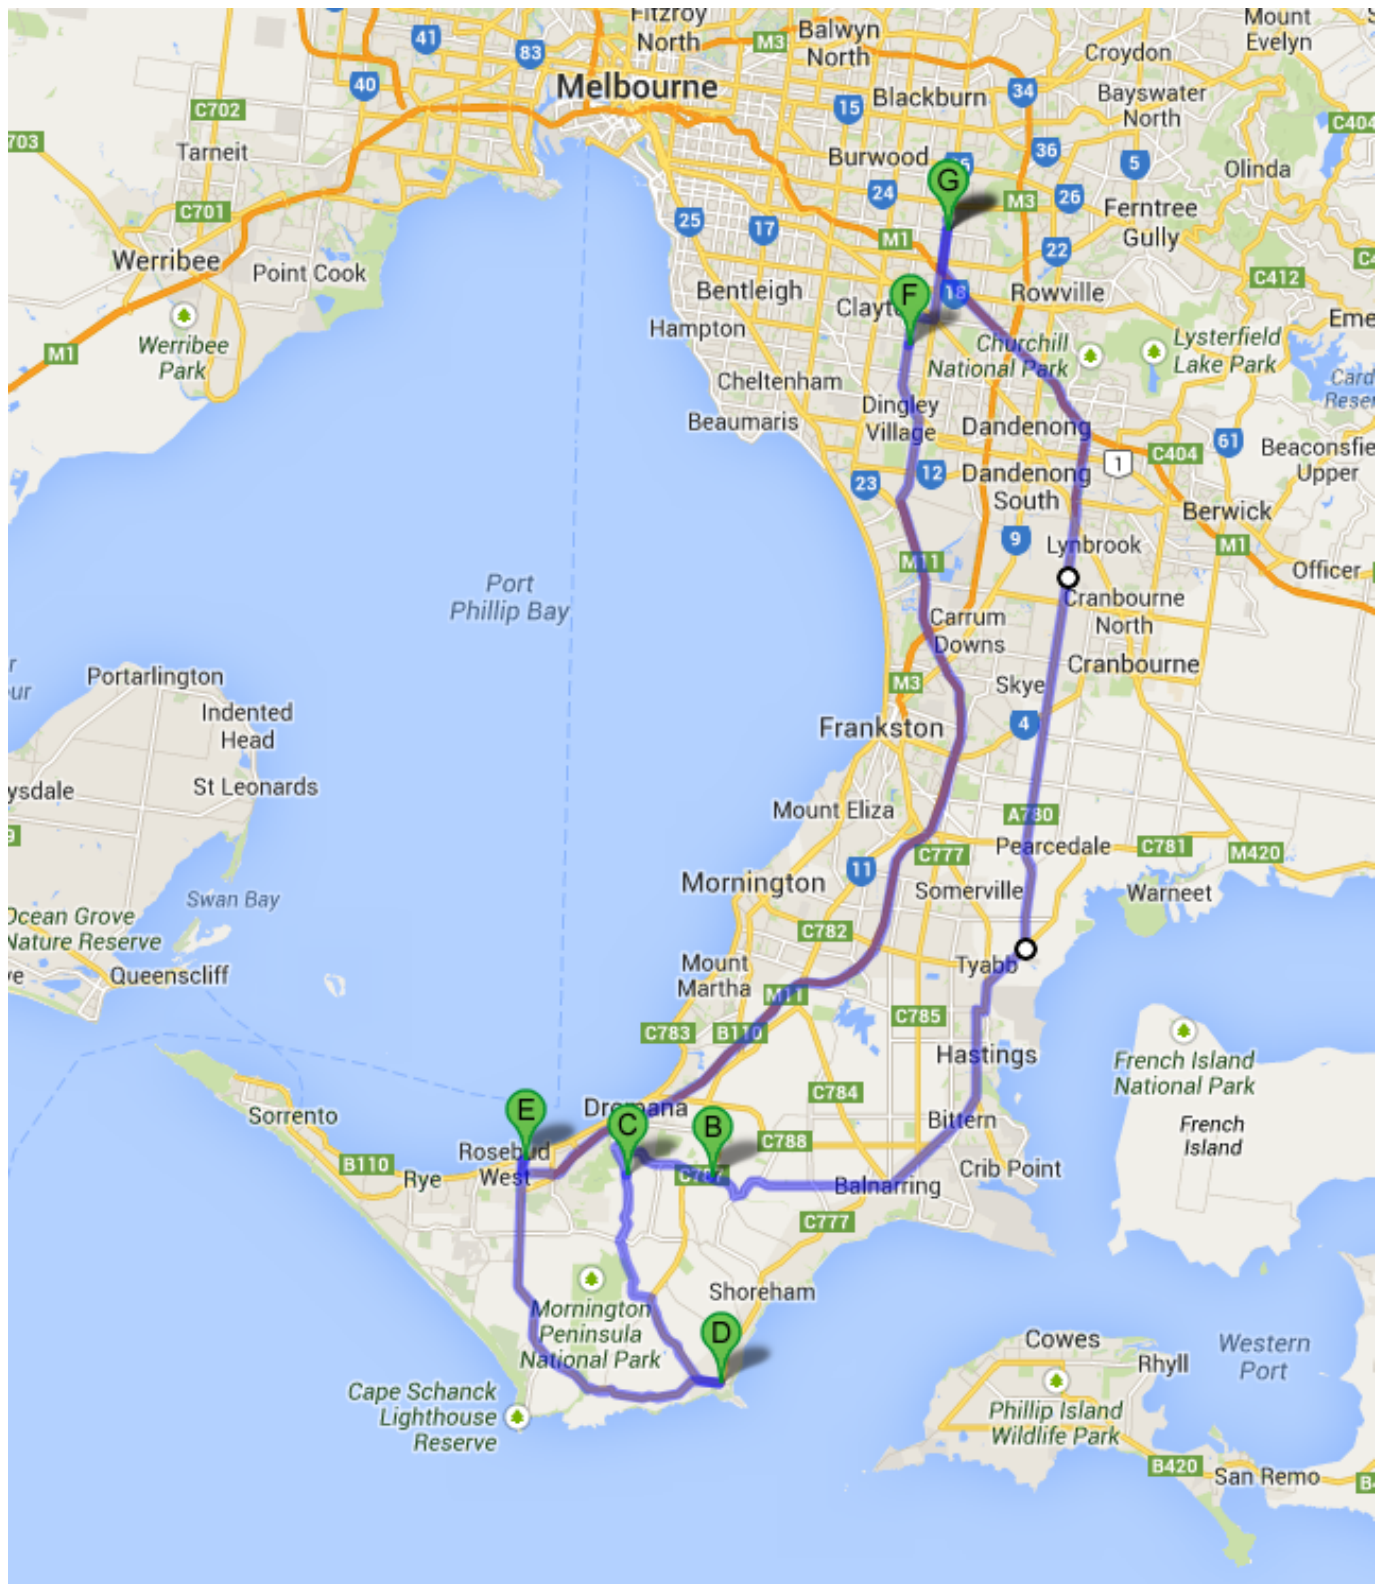 Fitzroy
North
Mount
Evelyn
41
83
M3
Balwyn
North
Croydon
40
Melbourne
15
Blackburn
34
Bayswater
North
C702
C404
703
Tarneit
Burwood
36
5
Olinda
24
G
M3
26
C701
25
17
M1
Ferntree
Gully
22
Werribee
Point Cook
C412
Bentleigh
F
18
Rowville
Werribee
Park
Hampton
Churchill
National Park
Lysterfield
Lake Park
M1
Cheltenham
Beaumaris
Dingley
Village
Dandenong
61
C404
1
Beaconsfie
Upper
23
12
Dandenong
South
Berwick
9
Lynbrook
M1
Officer
M11
Port
Phillip Bay
Cranbourne
North
Carrum
Downs
Cranbourne
Portarlington
M3
Skye
Indented
Head
Frankston
4
St Leonards
ysdale
Mount Eliza
A780
Pearcedale
C781
M420
C777
11
Mornington
Somerville
Warneet
Swan Bay
Ocean Grove
Nature Reserve
C782
Queenscliff
Mount
Martha
Tyabb
M11
C785
C783
B110
Hastings
French Island
National Park
C784
Sorrento
E
Dromana
C
B
Bittern
French
Island
C788
Rosebud
West
B110
Rye
Crib Point
Balnarring
C777
Shoreham
Mornington
Peninsula
National Park
D
Cowes
Rhyll
Western
Port
Cape Schanck
Lighthouse
Reserve
Phillip Island
Wildlife Park
B420
San Remo